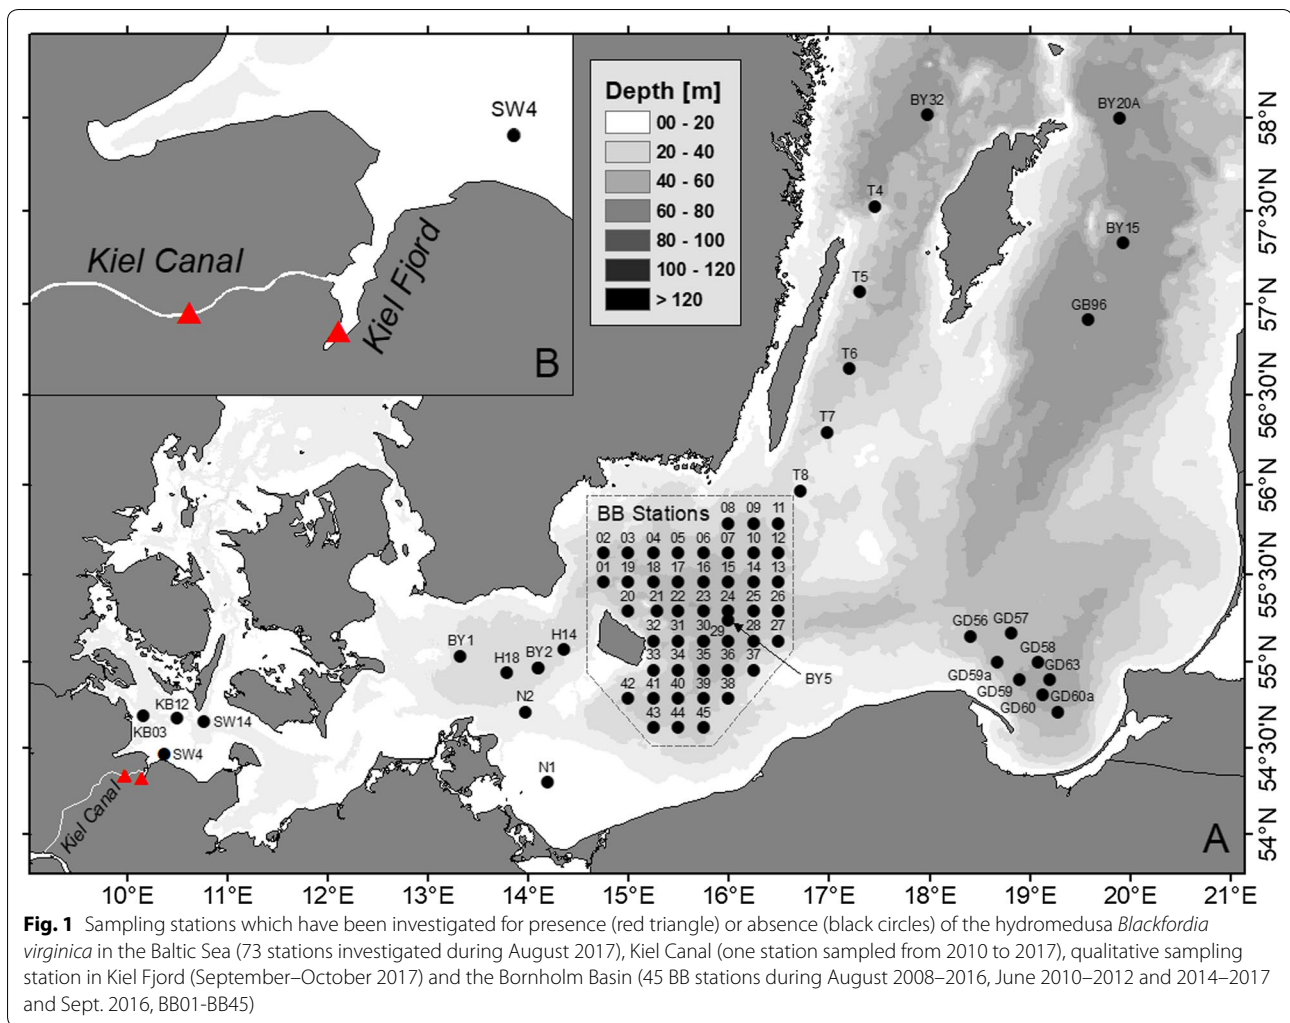 SW4
Kiel Canal
Kiel Fjord
B
Depth [m]
00 - 20
20 - 40
40 - 60
60 - 80
80 - 100
100 - 120
> 120
BY32
BY20A
T4
BY15
T5
GB96
T6
T7
T8
BB Stations
08 09 11
02 03 04 05 06 07 10 12
01 19 18 17 16 15 14 13
20 21 22 23 24 25 26
32 31 30 29 28 27
33 34 35 36 37
42 41 40 39 38
43 44 45
BY5
BY1
H14
H18
BY2
N2
N1
KB12
KB03
SW14
SW4
Kiel Canal
GD56
GD57
GD58
GD63
GD59a
GD59
GD60a
GD60
A
58°N
57°30'N
57°N
56°30'N
56°N
55°30'N
55°N
54°30'N
54°N
10°E 11°E 12°E 13°E 14°E 15°E 16°E 17°E 18°E 19°E 20°E 21°E
Fig. 1 Sampling stations which have been investigated for presence (red triangle) or absence (black circles) of the hydromedusa Blackfordia
virginica in the Baltic Sea (73 stations investigated during August 2017), Kiel Canal (one station sampled from 2010 to 2017), qualitative sampling
station in Kiel Fjord (September–October 2017) and the Bornholm Basin (45 BB stations during August 2008–2016, June 2010–2012 and 2014–2017
and Sept. 2016, BB01-BB45)